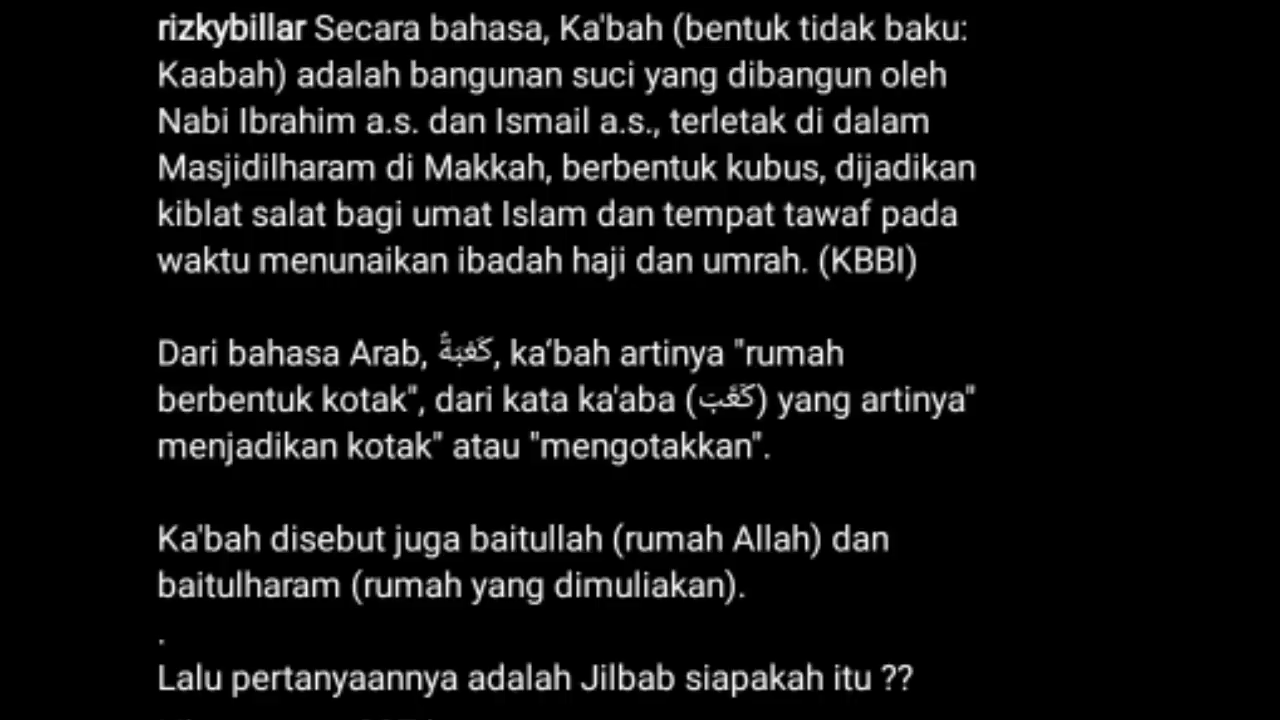 rizkybillar Secara bahasa, Ka'bah (bentuk tidak baku:
Kaabah) adalah bangunan suci yang dibangun oleh
Nabi Ibrahim a.s. dan Ismail a.s., terletak di dalam
Masjidilharam di Makkah, berbentuk kubus, dijadikan
kiblat salat bagi umat Islam dan tempat tawaf pada
waktu menunaikan ibadah haji dan umrah. (KBBI)
Dari bahasa Arab, كَعْبَةٌ, ka‘bah artinya "rumah
berbentuk kotak", dari kata ka'aba (كَعَّبَ) yang artinya"
menjadikan kotak" atau "mengotakkan".
Ka'bah disebut juga baitullah (rumah Allah) dan
baitulharam (rumah yang dimuliakan).
.
Lalu pertanyaannya adalah Jilbab siapakah itu ??